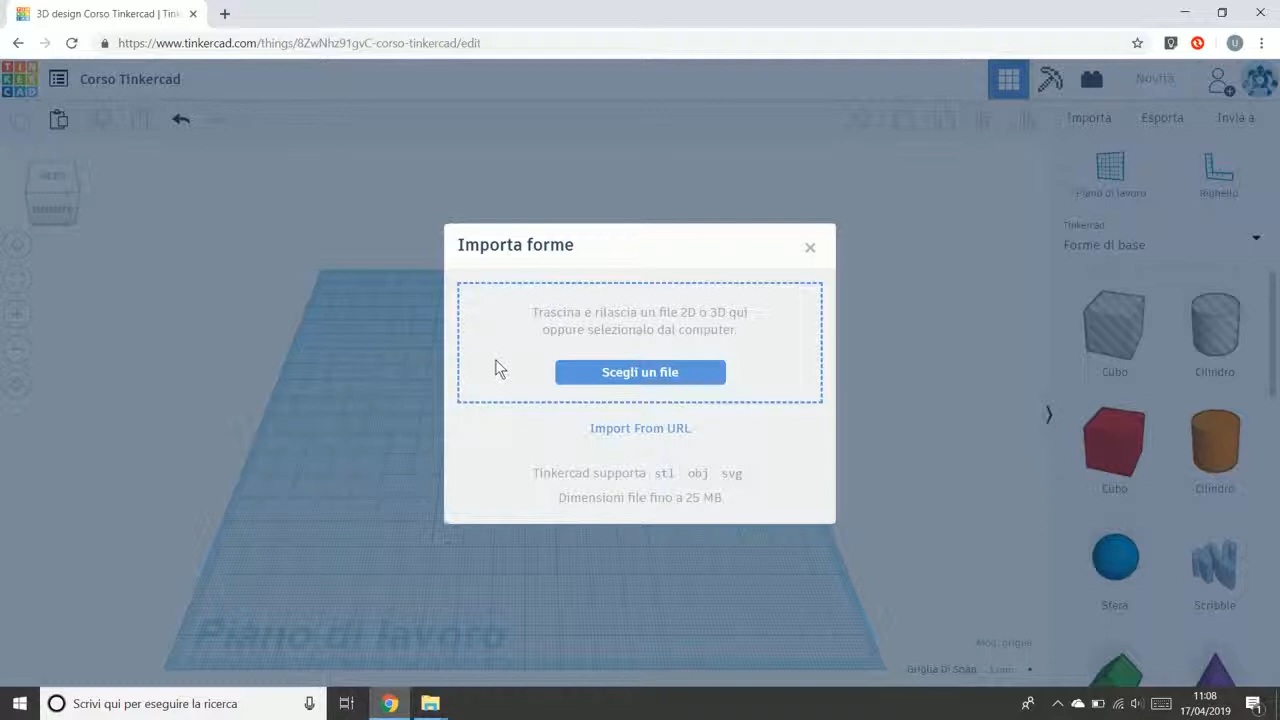 3D design Corso Tinkercad | Tink
https://www.tinkercad.com/things/8ZwNhz91gvC-corso-tinkercad/edit
U
TIN
KER
CAD
Corso Tinkercad
Novità
Importa
Esporta
Invia a
Piano di lavoro
Righello
Tinkercad
Forme di base
Importa forme
Trascina e rilascia un file 2D o 3D qui
oppure selezionalo dal computer.
Scegli un file
Import From URL
Tinkercad supporta stl obj svg
Dimensioni file fino a 25 MB.
Cubo
Cilindro
Cubo
Cilindro
Sfera
Scribble
Piano di lavoro
Griglia Di
Scrivi qui per eseguire la ricerca
11:08
17/04/2019